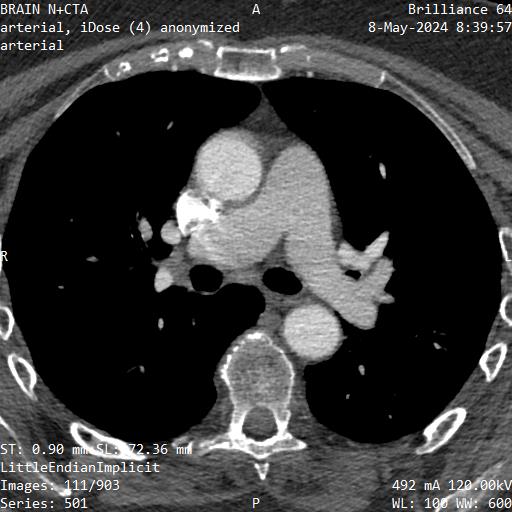 BRAIN N+CTA
A
Brilliance 64
arterial, iDose (4) anonymized
8-May-2024 8:39:57
arterial
R
ST: 0.90 mm SL: 72.36 mm
LittleEndianImplicit
Images: 111/903
492 mA 120.00kV
Series: 501
P
WL: 100 WW: 600